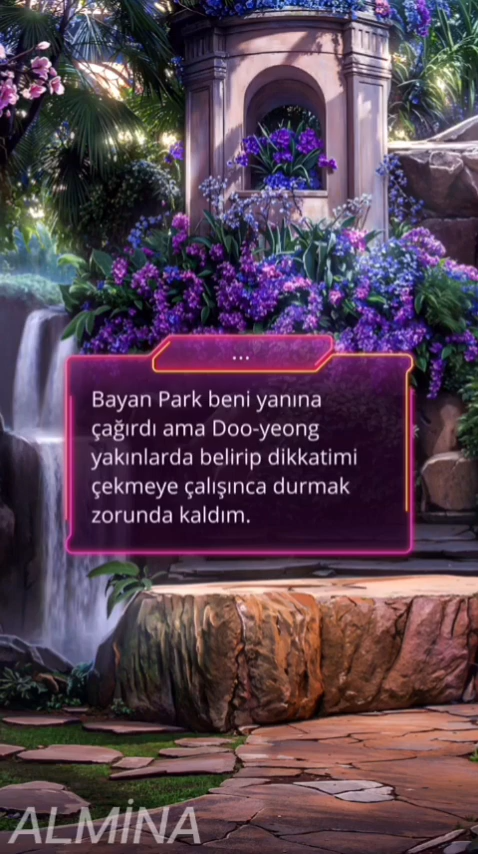 ...
Bayan Park beni yanına
çağırdı ama Doo-yeong
yakınlarda belirip dikkatimi
çekmeye çalışınca durmak
zorunda kaldım.
ALMİNA